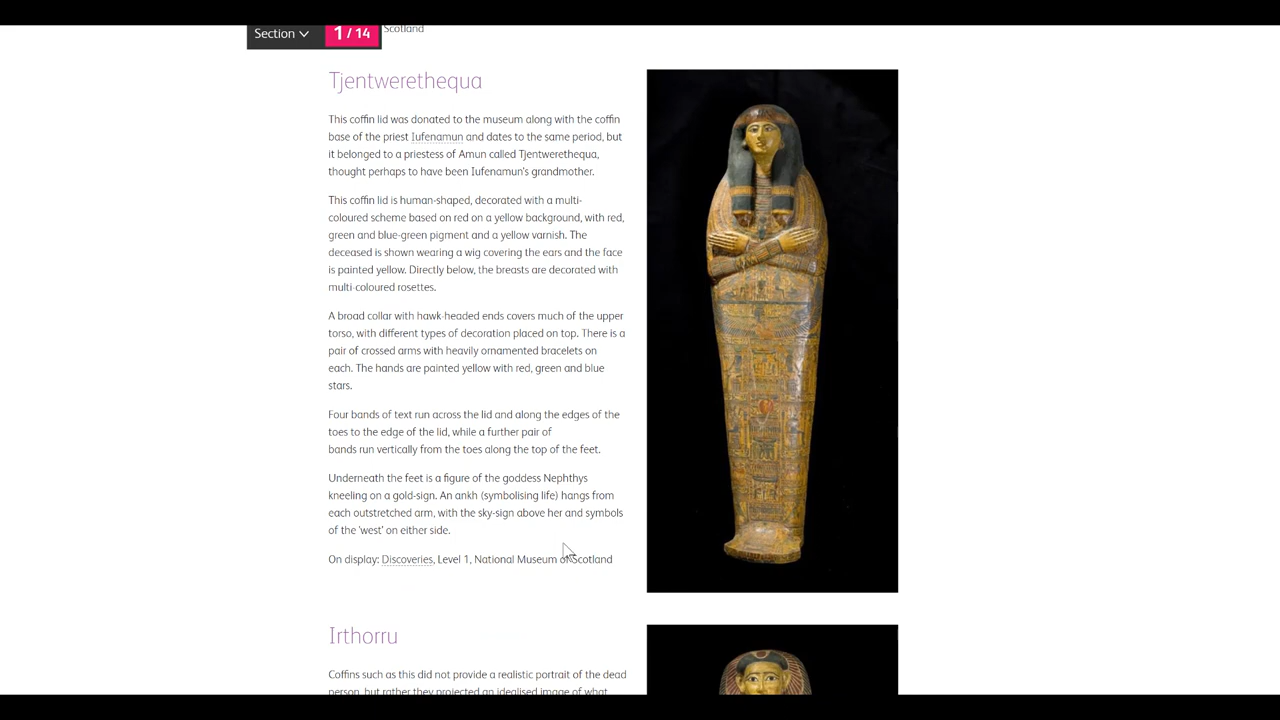 Section
1 / 14
Scotland
Tjentwerethequa
This coffin lid was donated to the museum along with the coffin
base of the priest Iufenamun and dates to the same period, but
it belonged to a priestess of Amun called Tjentwerethequa,
thought perhaps to have been Iufenamun's grandmother.
This coffin lid is human-shaped, decorated with a multi-
coloured scheme based on red on a yellow background, with red,
green and blue-green pigment and a yellow varnish. The
deceased is shown wearing a wig covering the ears and the face
is painted yellow. Directly below, the breasts are decorated with
multi-coloured rosettes.
A broad collar with hawk-headed ends covers much of the upper
torso, with different types of decoration placed on top. There is a
pair of crossed arms with heavily ornamented bracelets on
each. The hands are painted yellow with red, green and blue
stars.
Four bands of text run across the lid and along the edges of the
toes to the edge of the lid, while a further pair of
bands run vertically from the toes along the top of the feet.
Underneath the feet is a figure of the goddess Nephthys
kneeling on a gold-sign. An ankh (symbolising life) hangs from
each outstretched arm, with the sky-sign above her and symbols
of the 'west' on either side.
On display: Discoveries, Level 1, National Museum of Scotland
Irthorru
Coffins such as this did not provide a realistic portrait of the dead
person, but rather they projected an idealised image of what